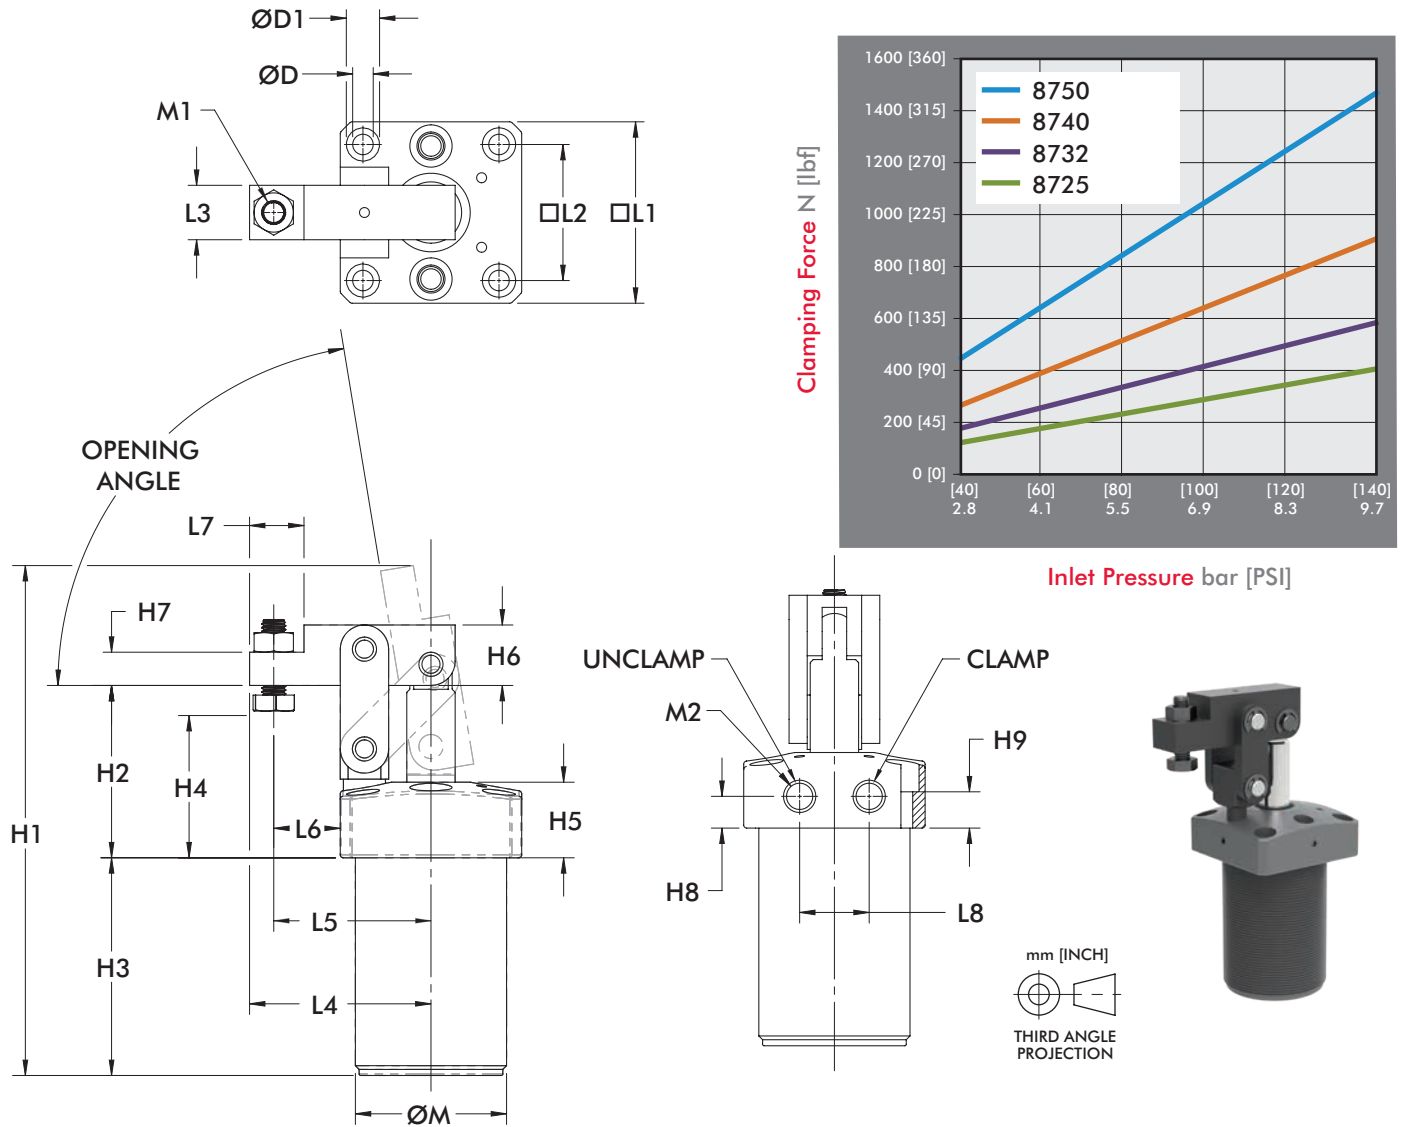 ØD1
ØD
M1
L3
□L2
□L1
OPENING
ANGLE
L7
H7
H6
H1
H2
H4
L6
H5
L5
H3
L4
ØM
1600 [360]
1400 [315]
1200 [270]
1000 [225]
800 [180]
600 [135]
400 [90]
200 [45]
0 [0]
Clamping Force N [lbf]
8750
8740
8732
8725
[40] [60] [80] [100] [120] [140]
2.8 4.1 5.5 6.9 8.3 9.7
Inlet Pressure bar [PSI]
UNCLAMP
CLAMP
M2
H9
H8
L8
mm [INCH]
THIRD ANGLE
PROJECTION